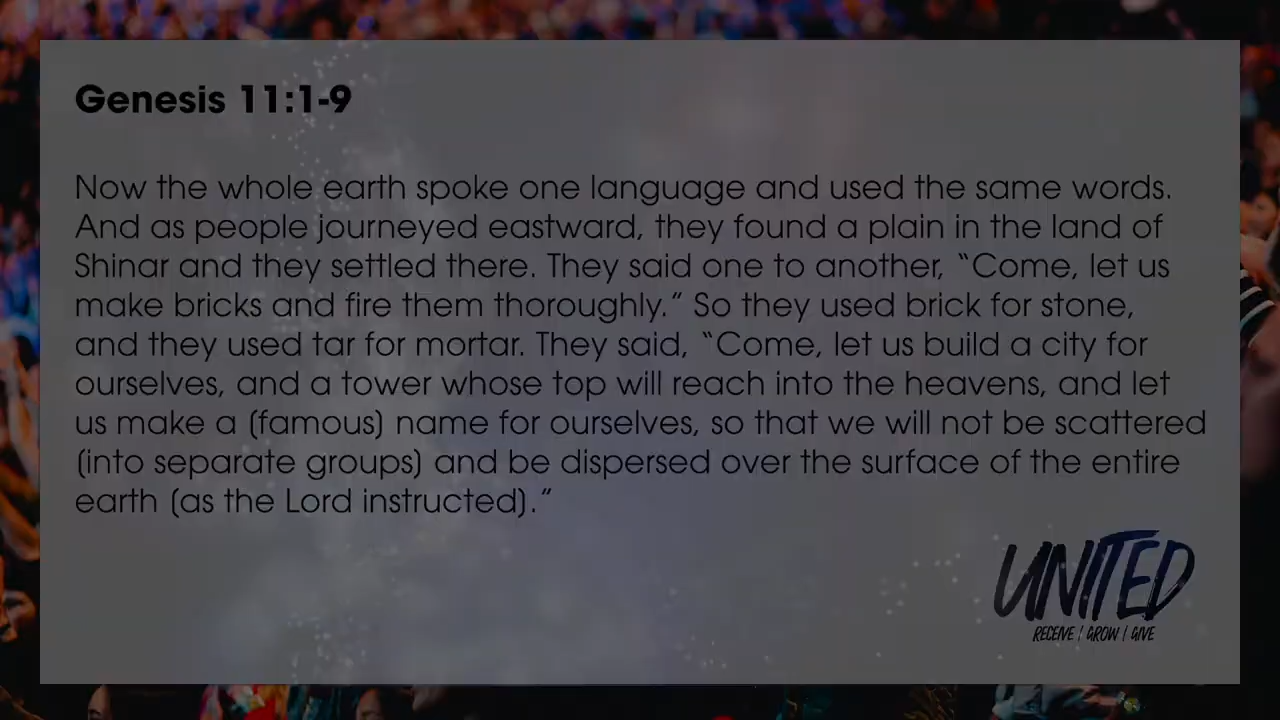 Genesis 11:1-9
Now the whole earth spoke one language and used the same words.
And as people journeyed eastward, they found a plain in the land of
Shinar and they settled there. They said one to another, “Come, let us
make bricks and fire them thoroughly.” So they used brick for stone,
and they used tar for mortar. They said, “Come, let us build a city for
ourselves, and a tower whose top will reach into the heavens, and let
us make a (famous) name for ourselves, so that we will not be scattered
(into separate groups) and be dispersed over the surface of the entire
earth (as the Lord instructed).”
UNITED
RECEIVE / GROW / GIVE